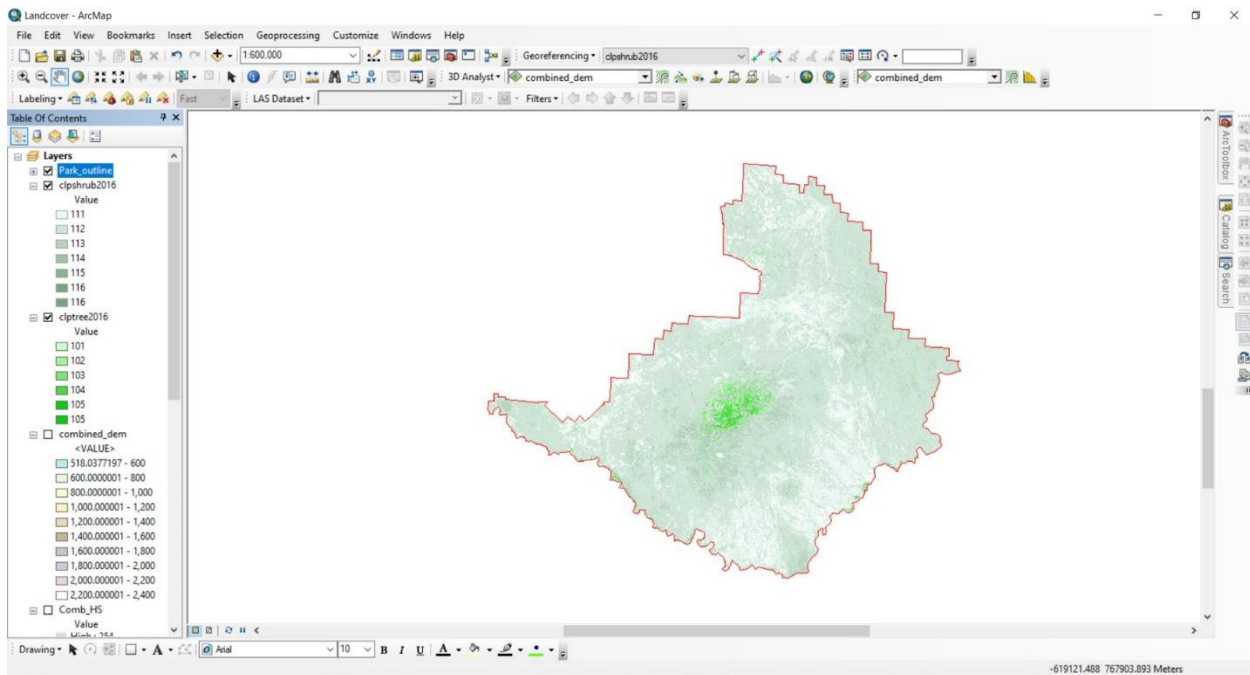 Landcover - ArcMap
File Edit View Bookmarks Insert Selection Geoprocessing Customize Windows Help
1:600,000 Georeferencing clpshrub2016
3D Analyst combined_dem combined_dem
Labeling Fast LAS Dataset Filters
Table Of Contents
Layers
Park_outline
clpshrub2016
Value
111
112
113
114
115
116
116
clptree2016
Value
101
102
103
104
105
105
combined_dem
<VALUE>
518.0377197 - 600
600.0000001 - 800
800.0000001 - 1,000
1,000.000001 - 1,200
1,200.000001 - 1,400
1,400.000001 - 1,600
1,600.000001 - 1,800
1,800.000001 - 2,000
2,000.000001 - 2,200
2,200.000001 - 2,400
Comb_HS
Value
ArcToolbox
Catalog
Search
Drawing A Arial 10 B I U A
-619121.488 767903.893 Meters